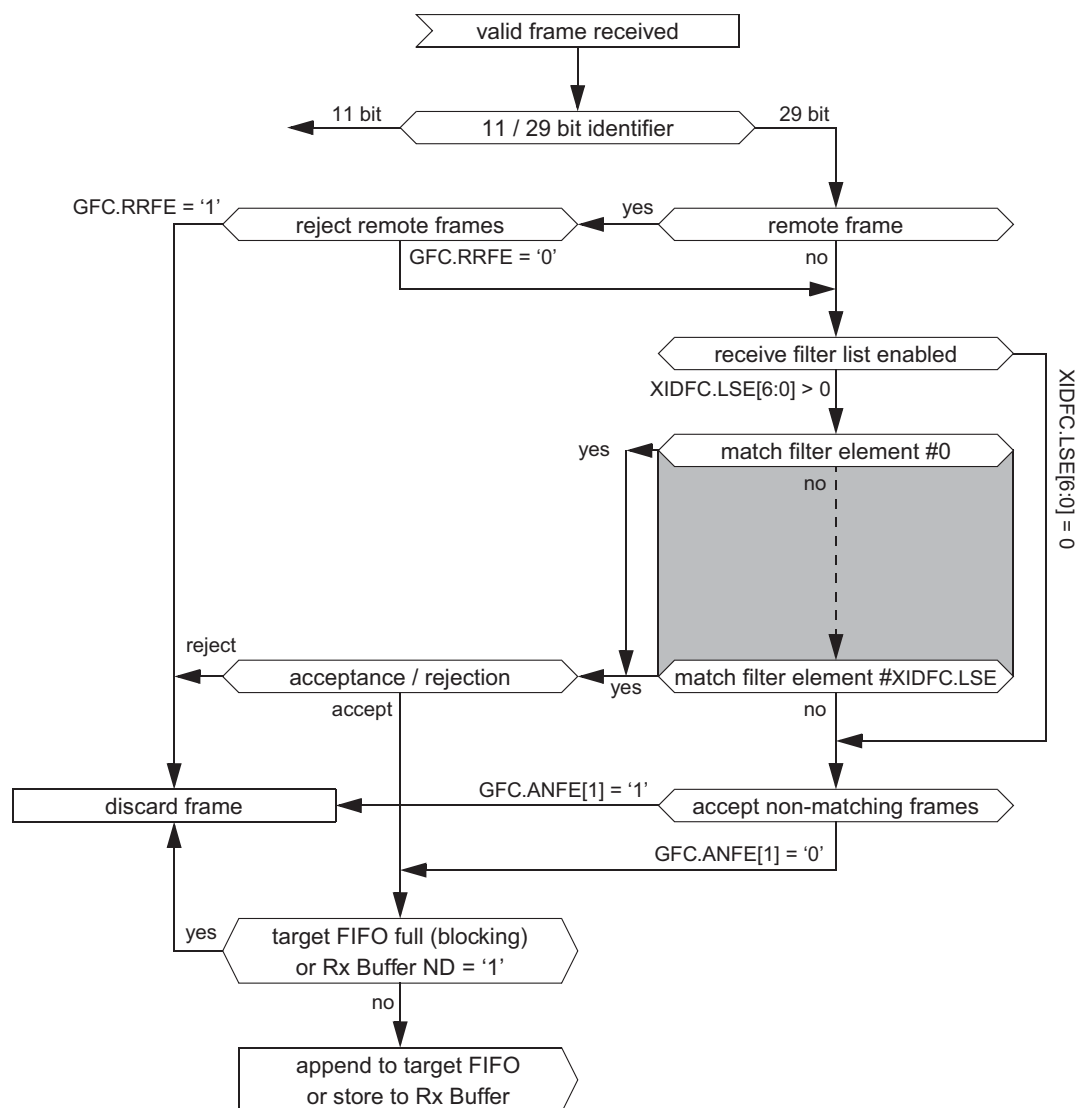 valid frame received
11 bit
11 / 29 bit identifier
29 bit
GFC.RRFE = ‘1’
reject remote frames
yes
remote frame
GFC.RRFE = ‘0’
no
receive filter list enabled
XIDFC.LSE[6:0] > 0
XIDFC.LSE[6:0] = 0
yes
match filter element #0
no
reject
acceptance / rejection
yes
match filter element #XIDFC.LSE
accept
no
discard frame
GFC.ANFE[1] = ‘1’
accept non-matching frames
GFC.ANFE[1] = ‘0’
yes
target FIFO full (blocking)
or Rx Buffer ND = ‘1’
no
append to target FIFO
or store to Rx Buffer